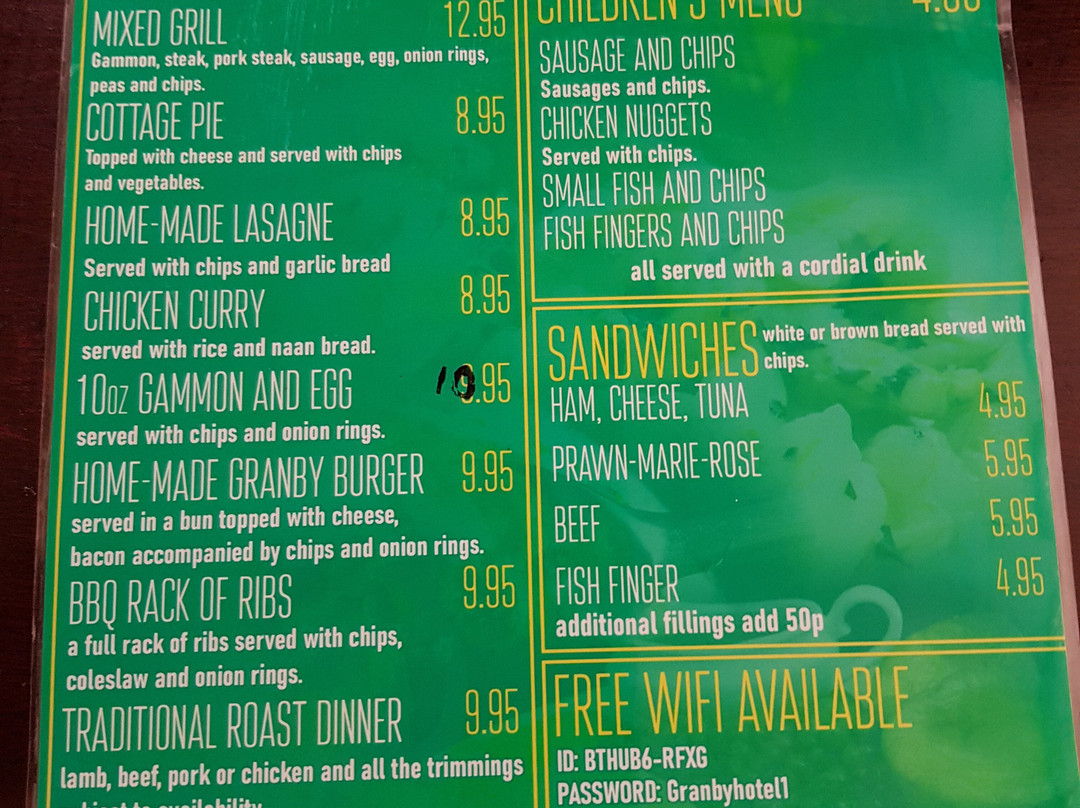 MIXED GRILL 12.95
Gammon, steak, pork steak, sausage, egg, onion rings,
peas and chips.
COTTAGE PIE 8.95
Topped with cheese and served with chips
and vegetables.
HOME-MADE LASAGNE 8.95
Served with chips and garlic bread
CHICKEN CURRY 8.95
served with rice and naan bread.
10oz GAMMON AND EGG 10.95
served with chips and onion rings.
HOME-MADE GRANBY BURGER 9.95
served in a bun topped with cheese,
bacon accompanied by chips and onion rings.
BBQ RACK OF RIBS 9.95
a full rack of ribs served with chips,
coleslaw and onion rings.
TRADITIONAL ROAST DINNER 9.95
lamb, beef, pork or chicken and all the trimmings
availability
CHILDREN'S MENU
SAUSAGE AND CHIPS
Sausages and chips.
CHICKEN NUGGETS
Served with chips.
SMALL FISH AND CHIPS
FISH FINGERS AND CHIPS
all served with a cordial drink
SANDWICHES white or brown bread served with
chips.
HAM, CHEESE, TUNA 4.95
PRAWN-MARIE-ROSE 5.95
BEEF 5.95
FISH FINGER 4.95
additional fillings add 50p
FREE WIFI AVAILABLE
ID: BTHUB6-RFXG
PASSWORD: Granbyhotel1